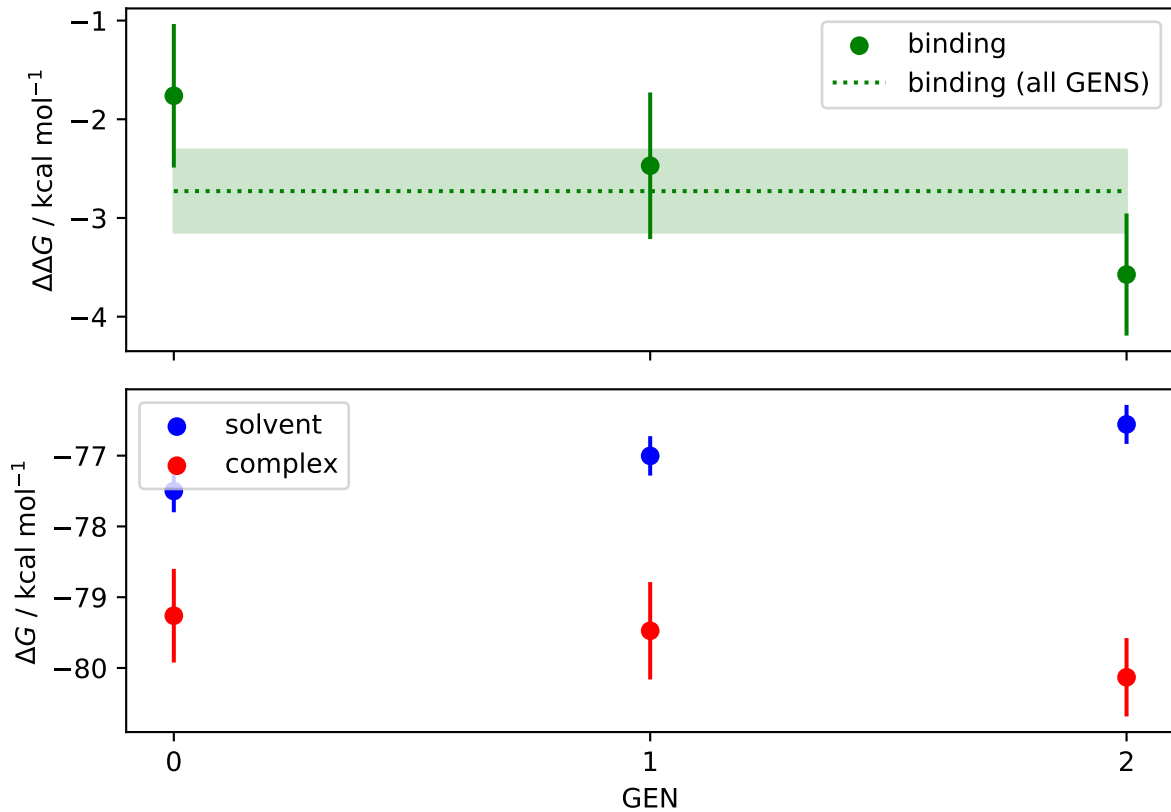 −1
−2
−3
−4
ΔΔG / kcal mol⁻¹
binding
binding (all GENS)
−77
−78
−79
−80
ΔG / kcal mol⁻¹
solvent
complex
0 1 2
GEN